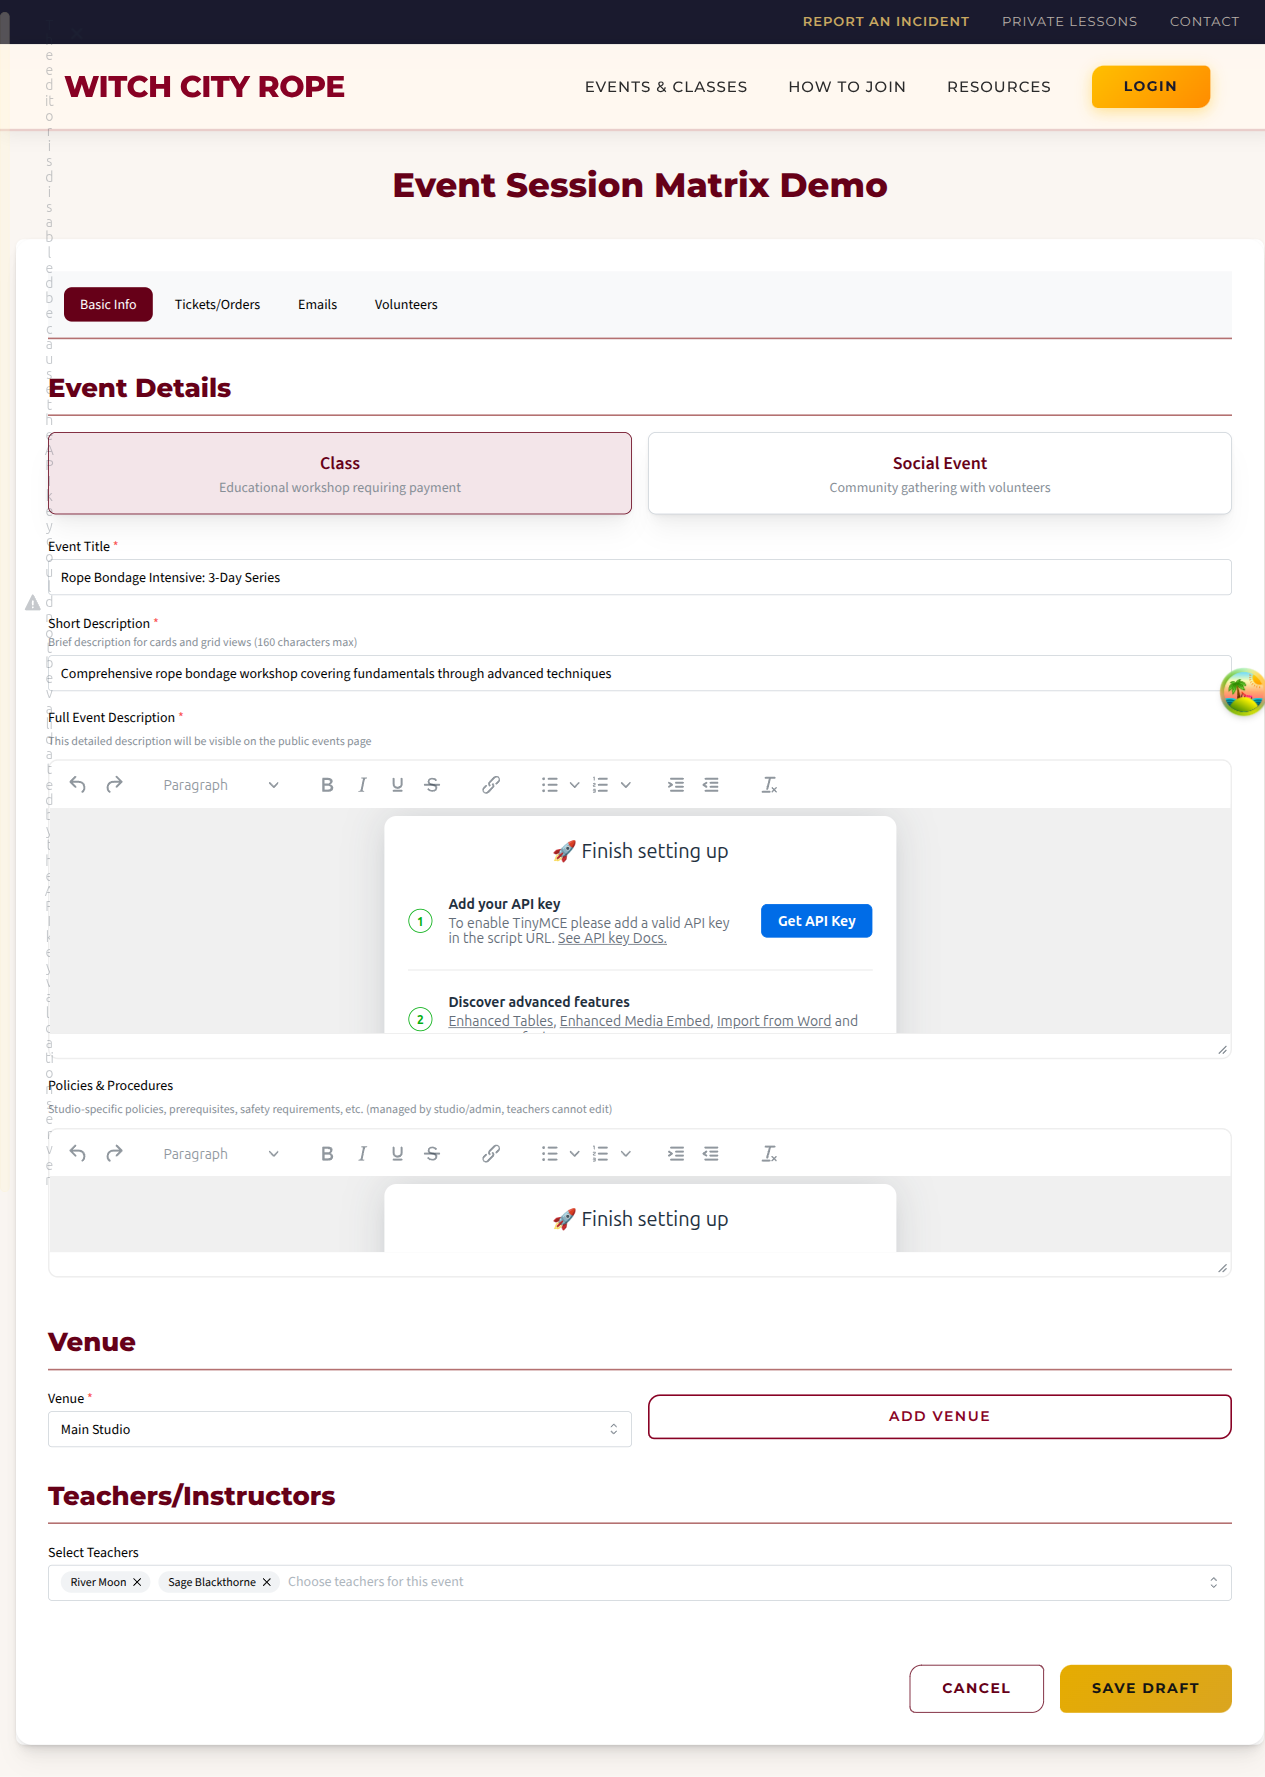 REPORT AN INCIDENT PRIVATE LESSONS CONTACT
WITCH CITY ROPE
EVENTS & CLASSES HOW TO JOIN RESOURCES LOGIN
Event Session Matrix Demo
Basic Info Tickets/Orders Emails Volunteers
Event Details
Class
Educational workshop requiring payment
Social Event
Community gathering with volunteers
Event Title *
Rope Bondage Intensive: 3-Day Series
Short Description *
Brief description for cards and grid views (160 characters max)
Comprehensive rope bondage workshop covering fundamentals through advanced techniques
Full Event Description *
This detailed description will be visible on the public events page
Paragraph
🚀 Finish setting up
1
Add your API key
To enable TinyMCE please add a valid API key
in the script URL. See API key Docs.
Get API Key
2
Discover advanced features
Enhanced Tables, Enhanced Media Embed, Import from Word and
Policies & Procedures
Studio-specific policies, prerequisites, safety requirements, etc. (managed by studio/admin, teachers cannot edit)
Paragraph
🚀 Finish setting up
Venue
Venue *
Main Studio
ADD VENUE
Teachers/Instructors
Select Teachers
River Moon Sage Blackthorne Choose teachers for this event
CANCEL SAVE DRAFT